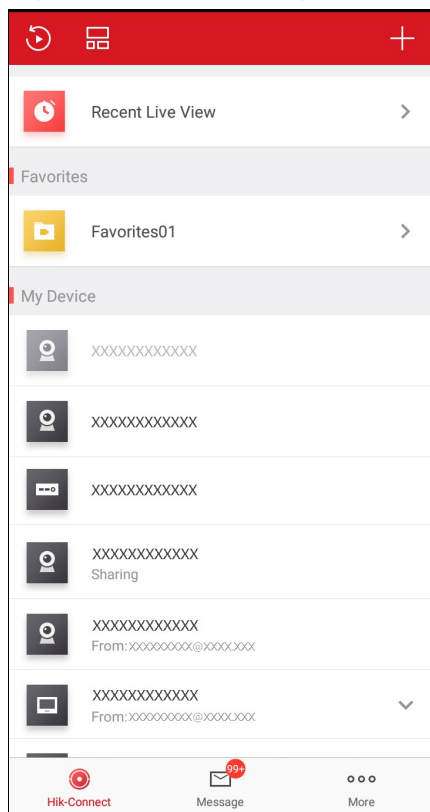 Recent Live View
Favorites
Favorites01
My Device
XXXXXXXXXXXX
XXXXXXXXXXXX
XXXXXXXXXXXX
XXXXXXXXXXXX
Sharing
XXXXXXXXXXXX
From:XXXXXXXXX@XXXX.XXX
XXXXXXXXXXXX
From:XXXXXXXXX@XXXX.XXX
99+
Hik-Connect
Message
More